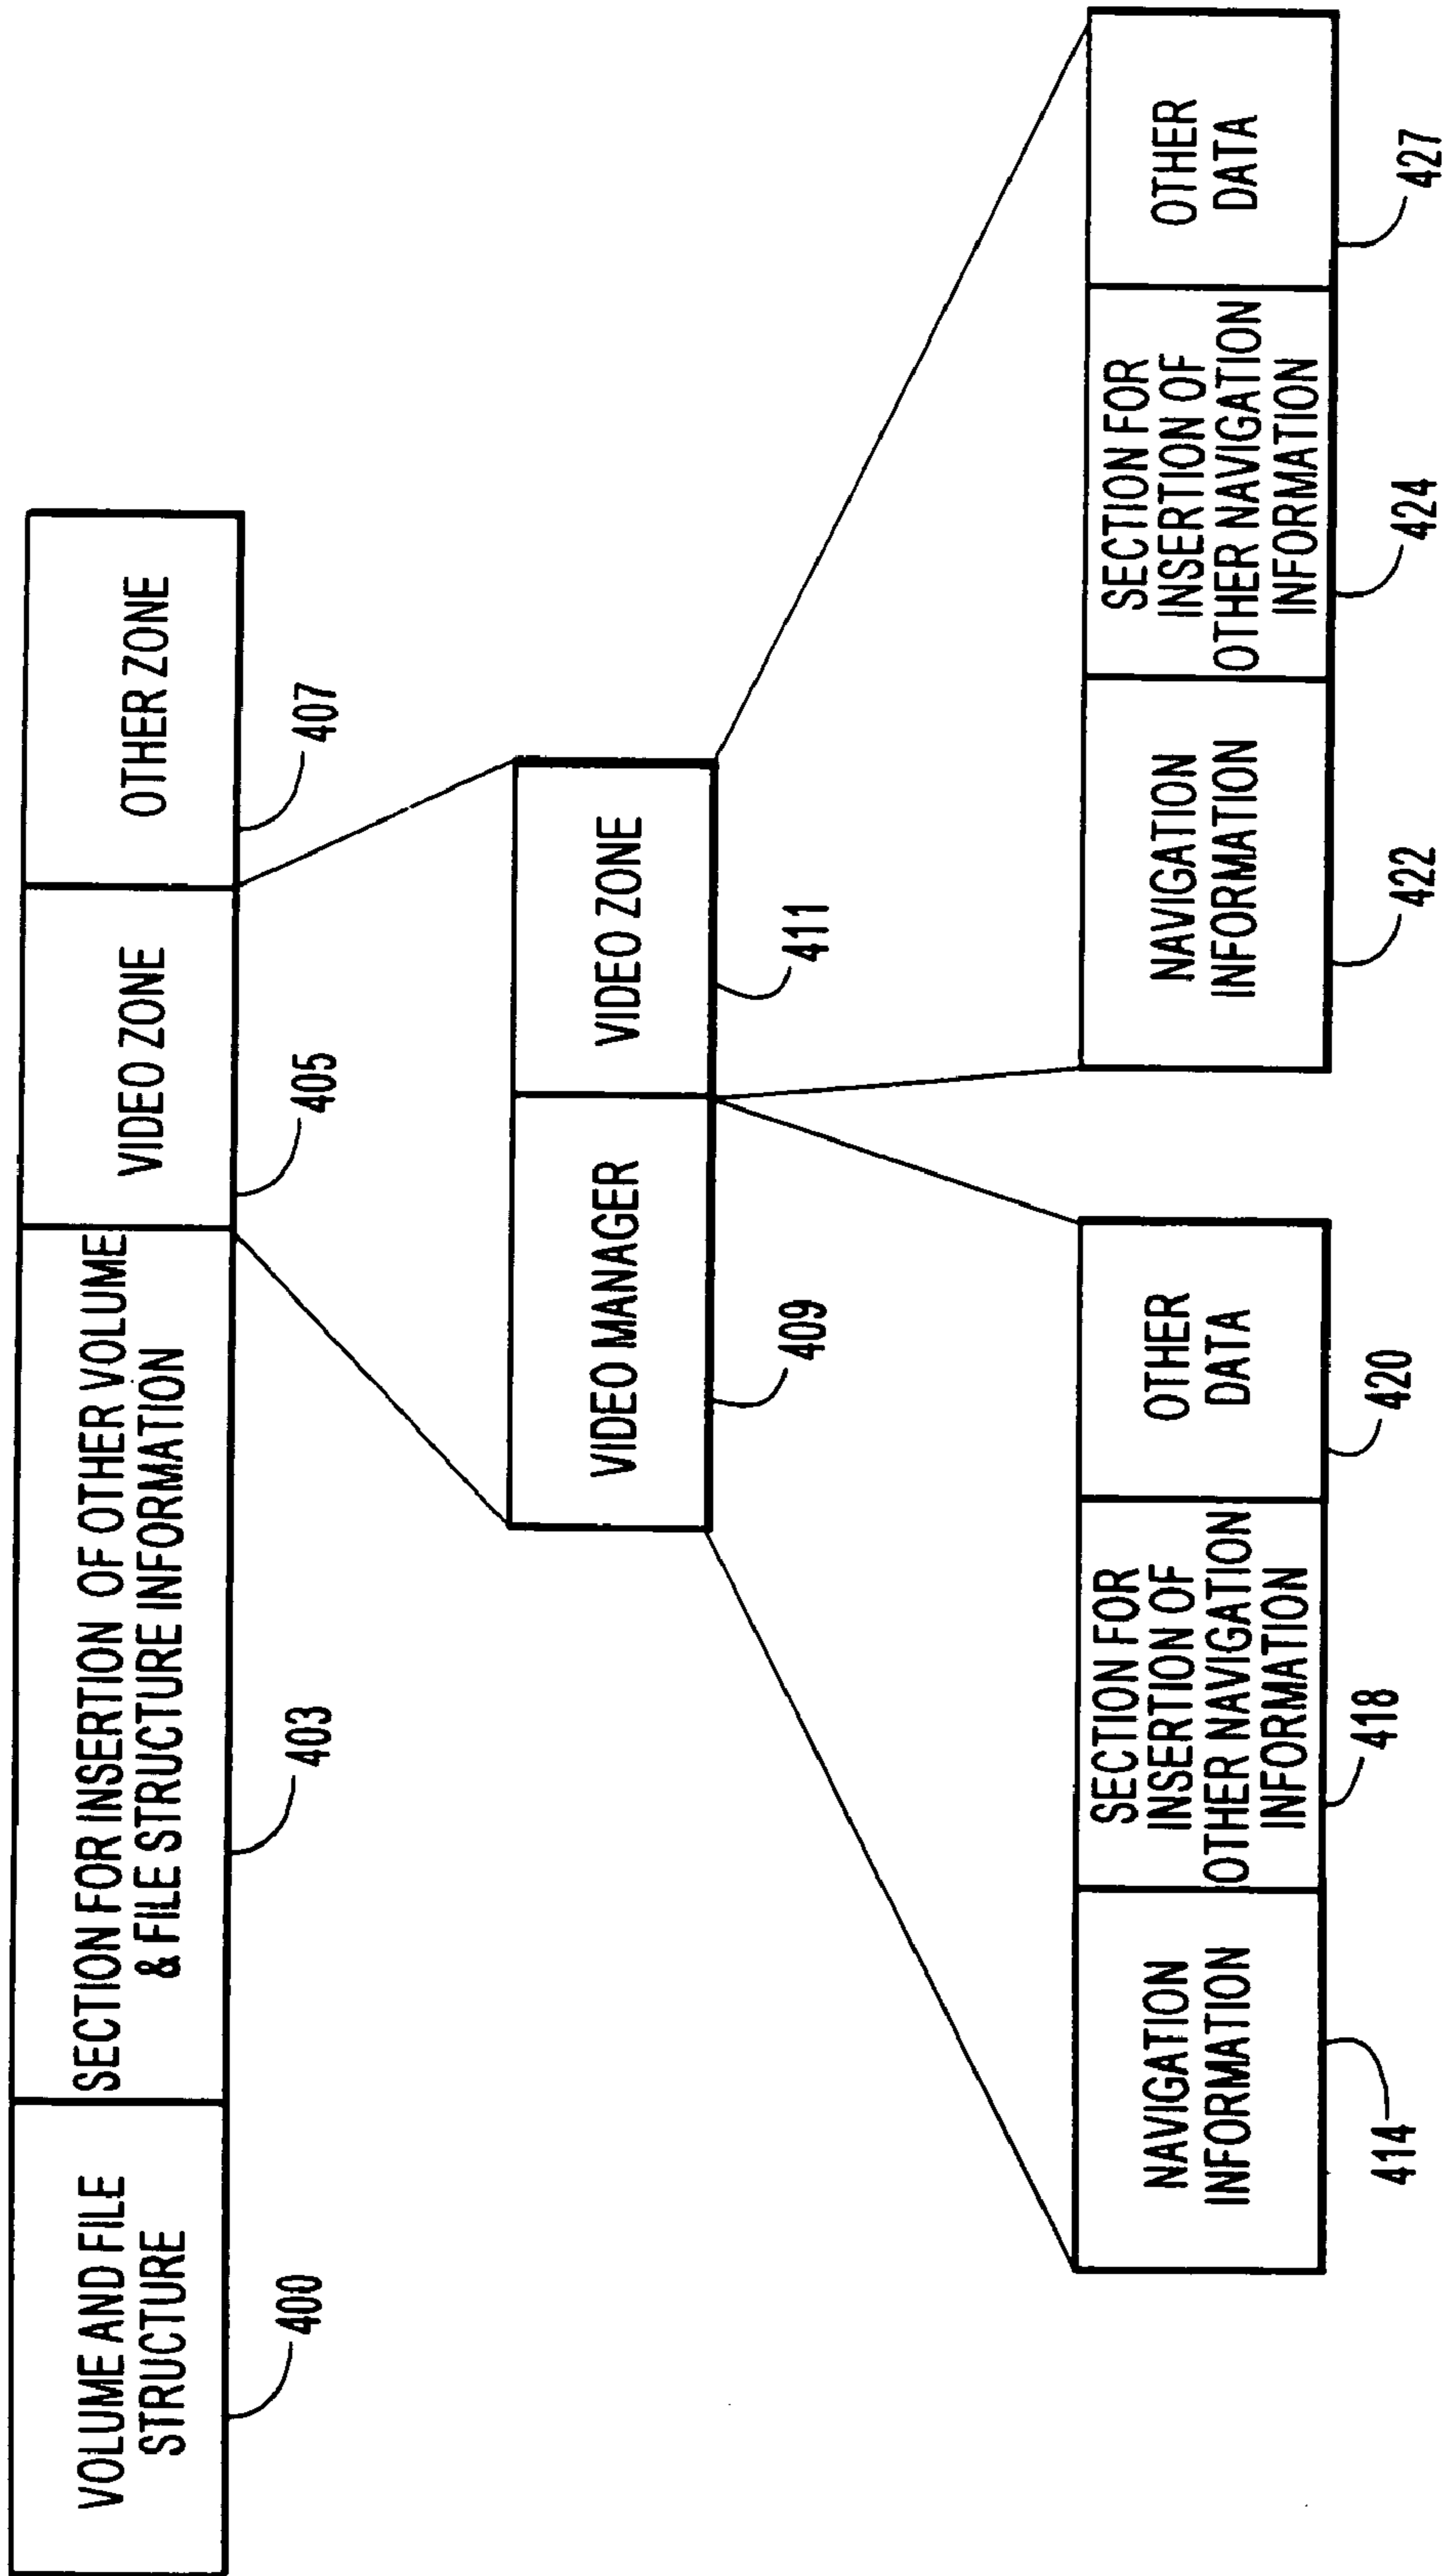 VOLUME AND FILE
STRUCTURE
400
SECTION FOR INSERTION OF OTHER VOLUME
& FILE STRUCTURE INFORMATION
403
VIDEO ZONE
405
OTHER ZONE
407
VIDEO MANAGER
409
VIDEO ZONE
411
NAVIGATION
INFORMATION
414
SECTION FOR
INSERTION OF
OTHER NAVIGATION
INFORMATION
418
OTHER
DATA
420
NAVIGATION
INFORMATION
422
SECTION FOR
INSERTION OF
OTHER NAVIGATION
INFORMATION
424
OTHER
DATA
427